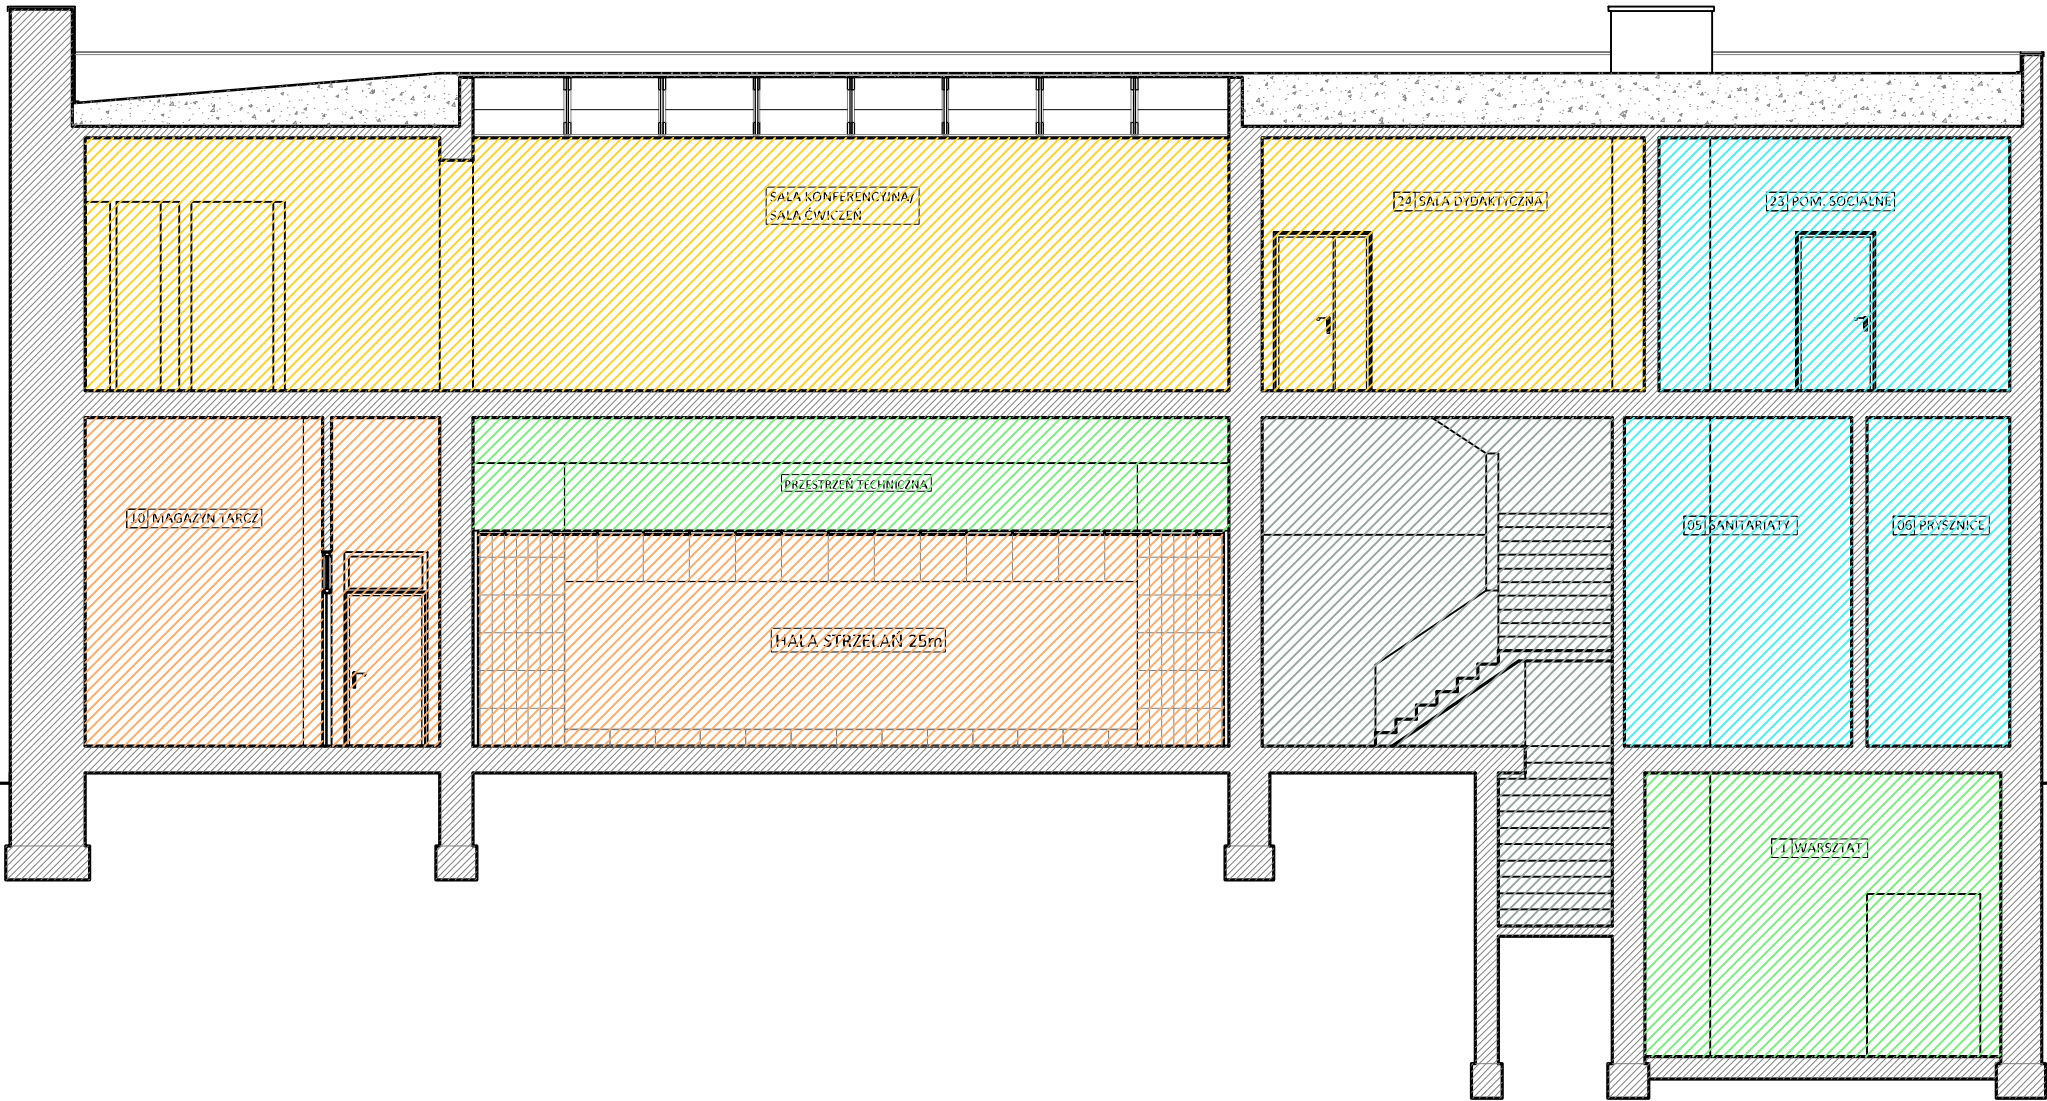 SALA KONFERENCYJNA/
SALA ĆWICZEŃ
24 SALA DYDAKTYCZNA
23 POM. SOCJALNE
PRZESTRZEŃ TECHNICZNA
10 MAGAZYN TARCZ
05 SANITARIATY
06 PRYSZNICE
HALA STRZELAŃ 25m
-1 WARSZTAT